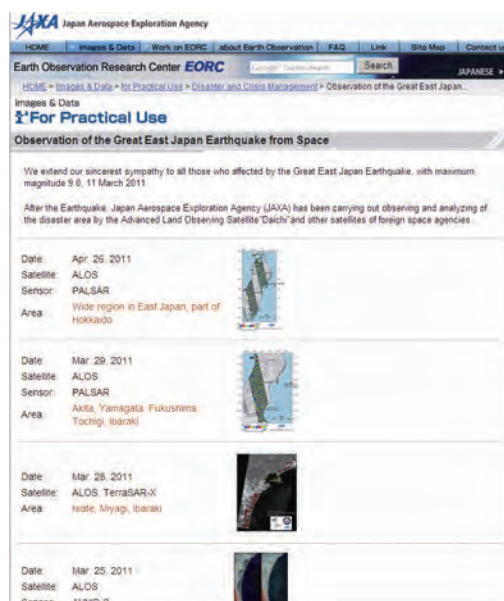 JAXA Japan Aerospace Exploration Agency
HOME Images & Data Work on EORC about Earth Observation FAQ Link Site Map Contact u
Earth Observation Research Center EORC Search JAPANESE
HOME > Images & Data > for Practical Use > Disaster and Crisis Management > Observation of the Great East Japan...
Images & Data
For Practical Use
Observation of the Great East Japan Earthquake from Space
We extend our sincerest sympathy to all those who affected by the Great East Japan Earthquake, with maximum
magnitude 9.0, 11 March 2011
After the Earthquake, Japan Aerospace Exploration Agency (JAXA) has been carrying out observing and analyzing of
the disaster area by the Advanced Land Observing Satellite"Daichi"and other satellites of foreign space agencies.
Date: Apr. 26, 2011
Satellite: ALOS
Sensor: PALSAR
Area: Wide region in East Japan, part of
Hokkaido
Date: Mar. 29, 2011
Satellite: ALOS
Sensor: PALSAR
Area: Akita, Yamagata, Fukushima,
Tochigi, Ibaraki
Date: Mar. 28, 2011
Satellite: ALOS, TerraSAR-X
Area: Iwate, Miyagi, Ibaraki
Date: Mar. 25, 2011
Satellite: ALOS